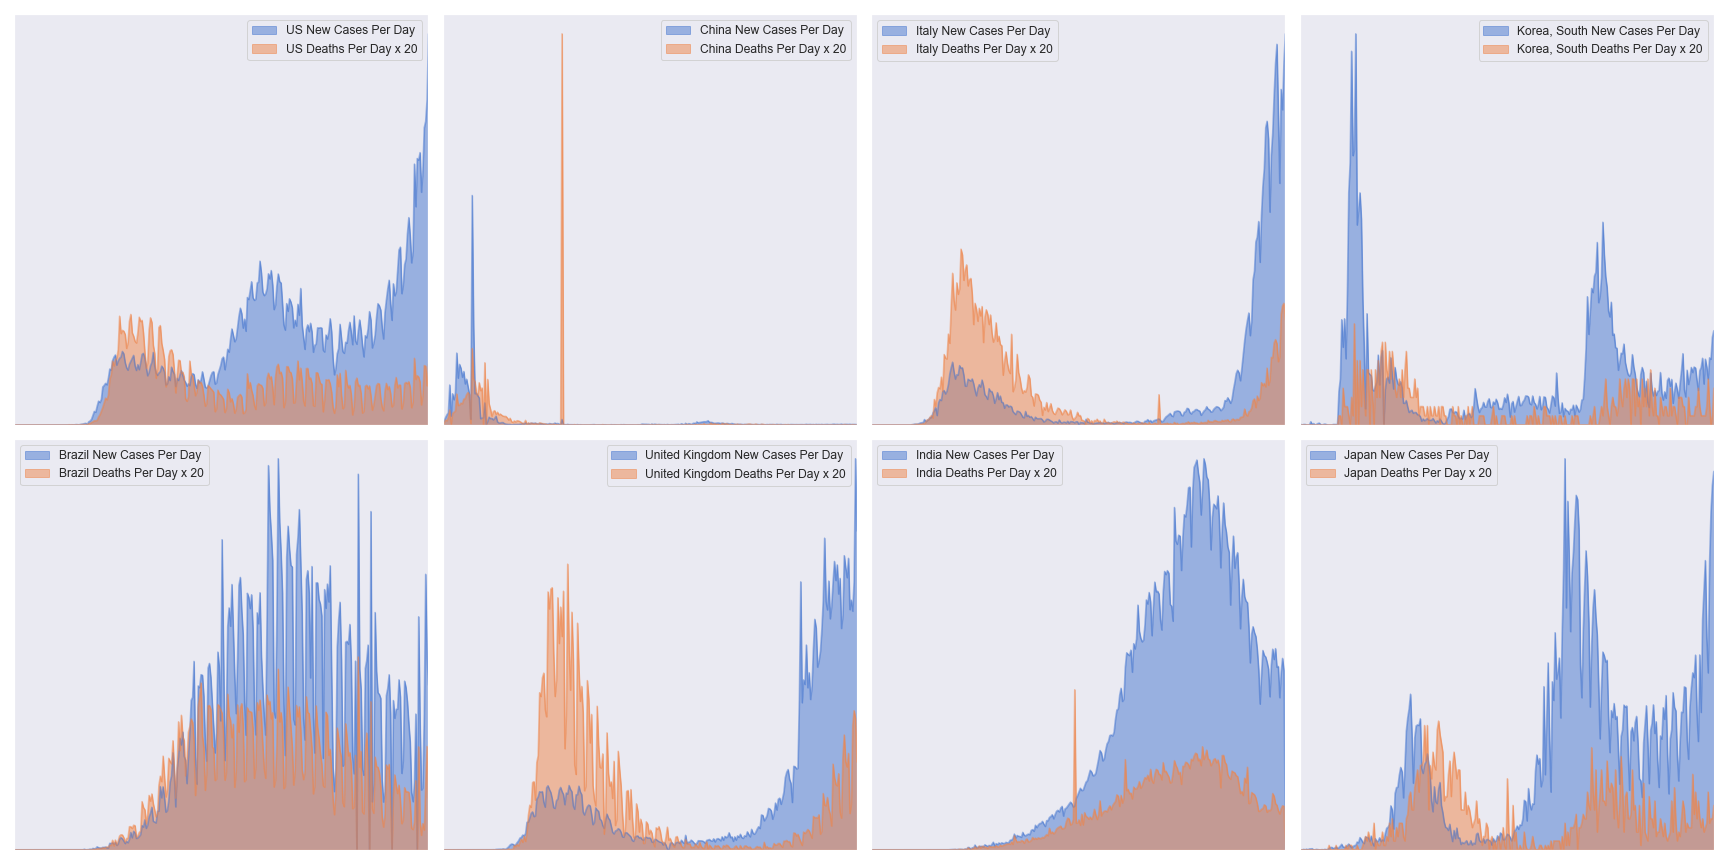 US New Cases Per Day
US Deaths Per Day x 20
China New Cases Per Day
China Deaths Per Day x 20
Italy New Cases Per Day
Italy Deaths Per Day x 20
Korea, South New Cases Per Day
Korea, South Deaths Per Day x 20
Brazil New Cases Per Day
Brazil Deaths Per Day x 20
United Kingdom New Cases Per Day
United Kingdom Deaths Per Day x 20
India New Cases Per Day
India Deaths Per Day x 20
Japan New Cases Per Day
Japan Deaths Per Day x 20